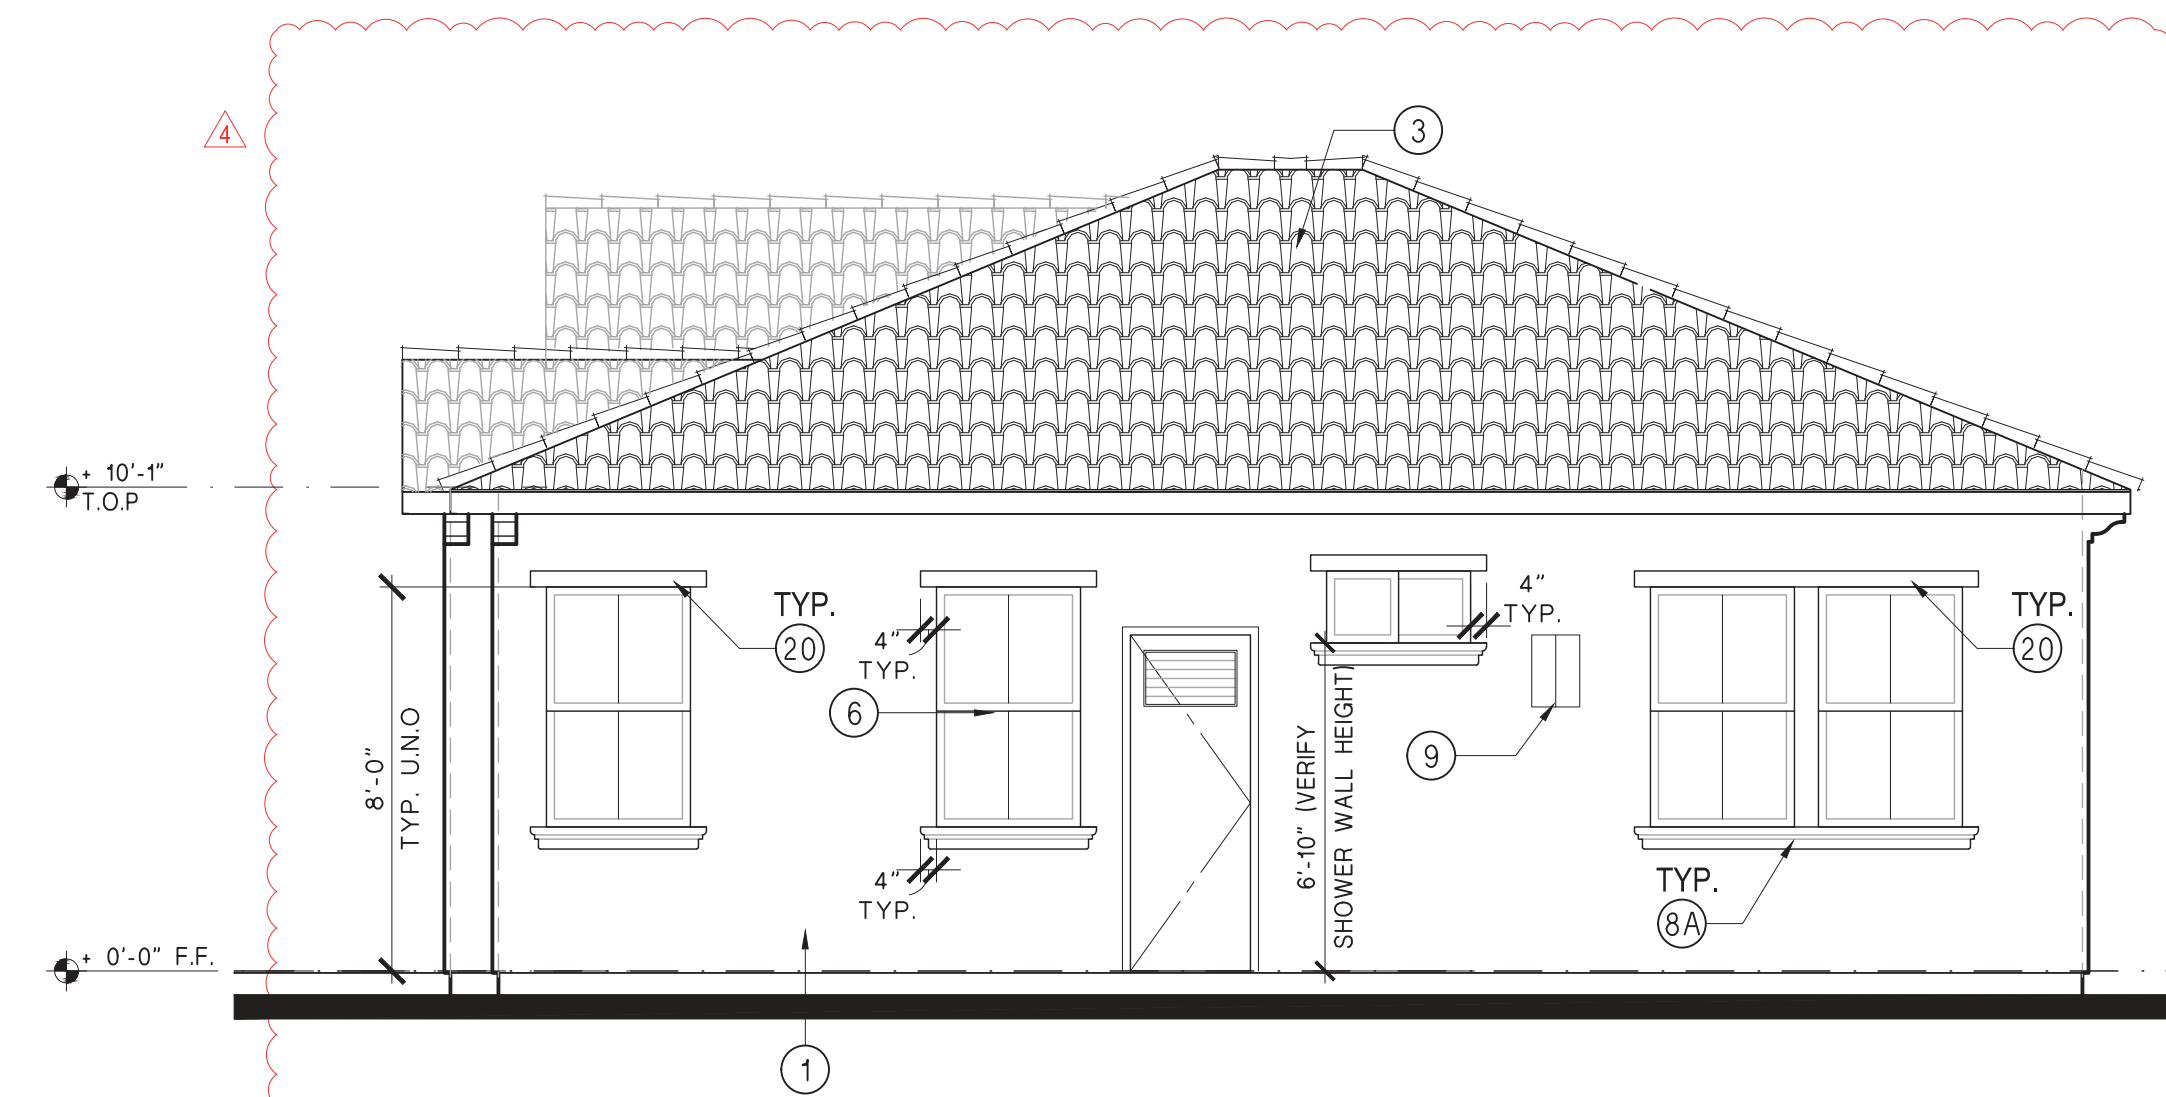 4
3
+ 10'-1"
T.O.P
TYP.
20
4"
TYP.
6
4"
TYP.
9
TYP.
20
8'-0"
TYP. U.N.O
6'-10" (VERIFY
SHOWER WALL HEIGHT)
4"
TYP.
TYP.
8A
+ 0'-0" F.F.
1